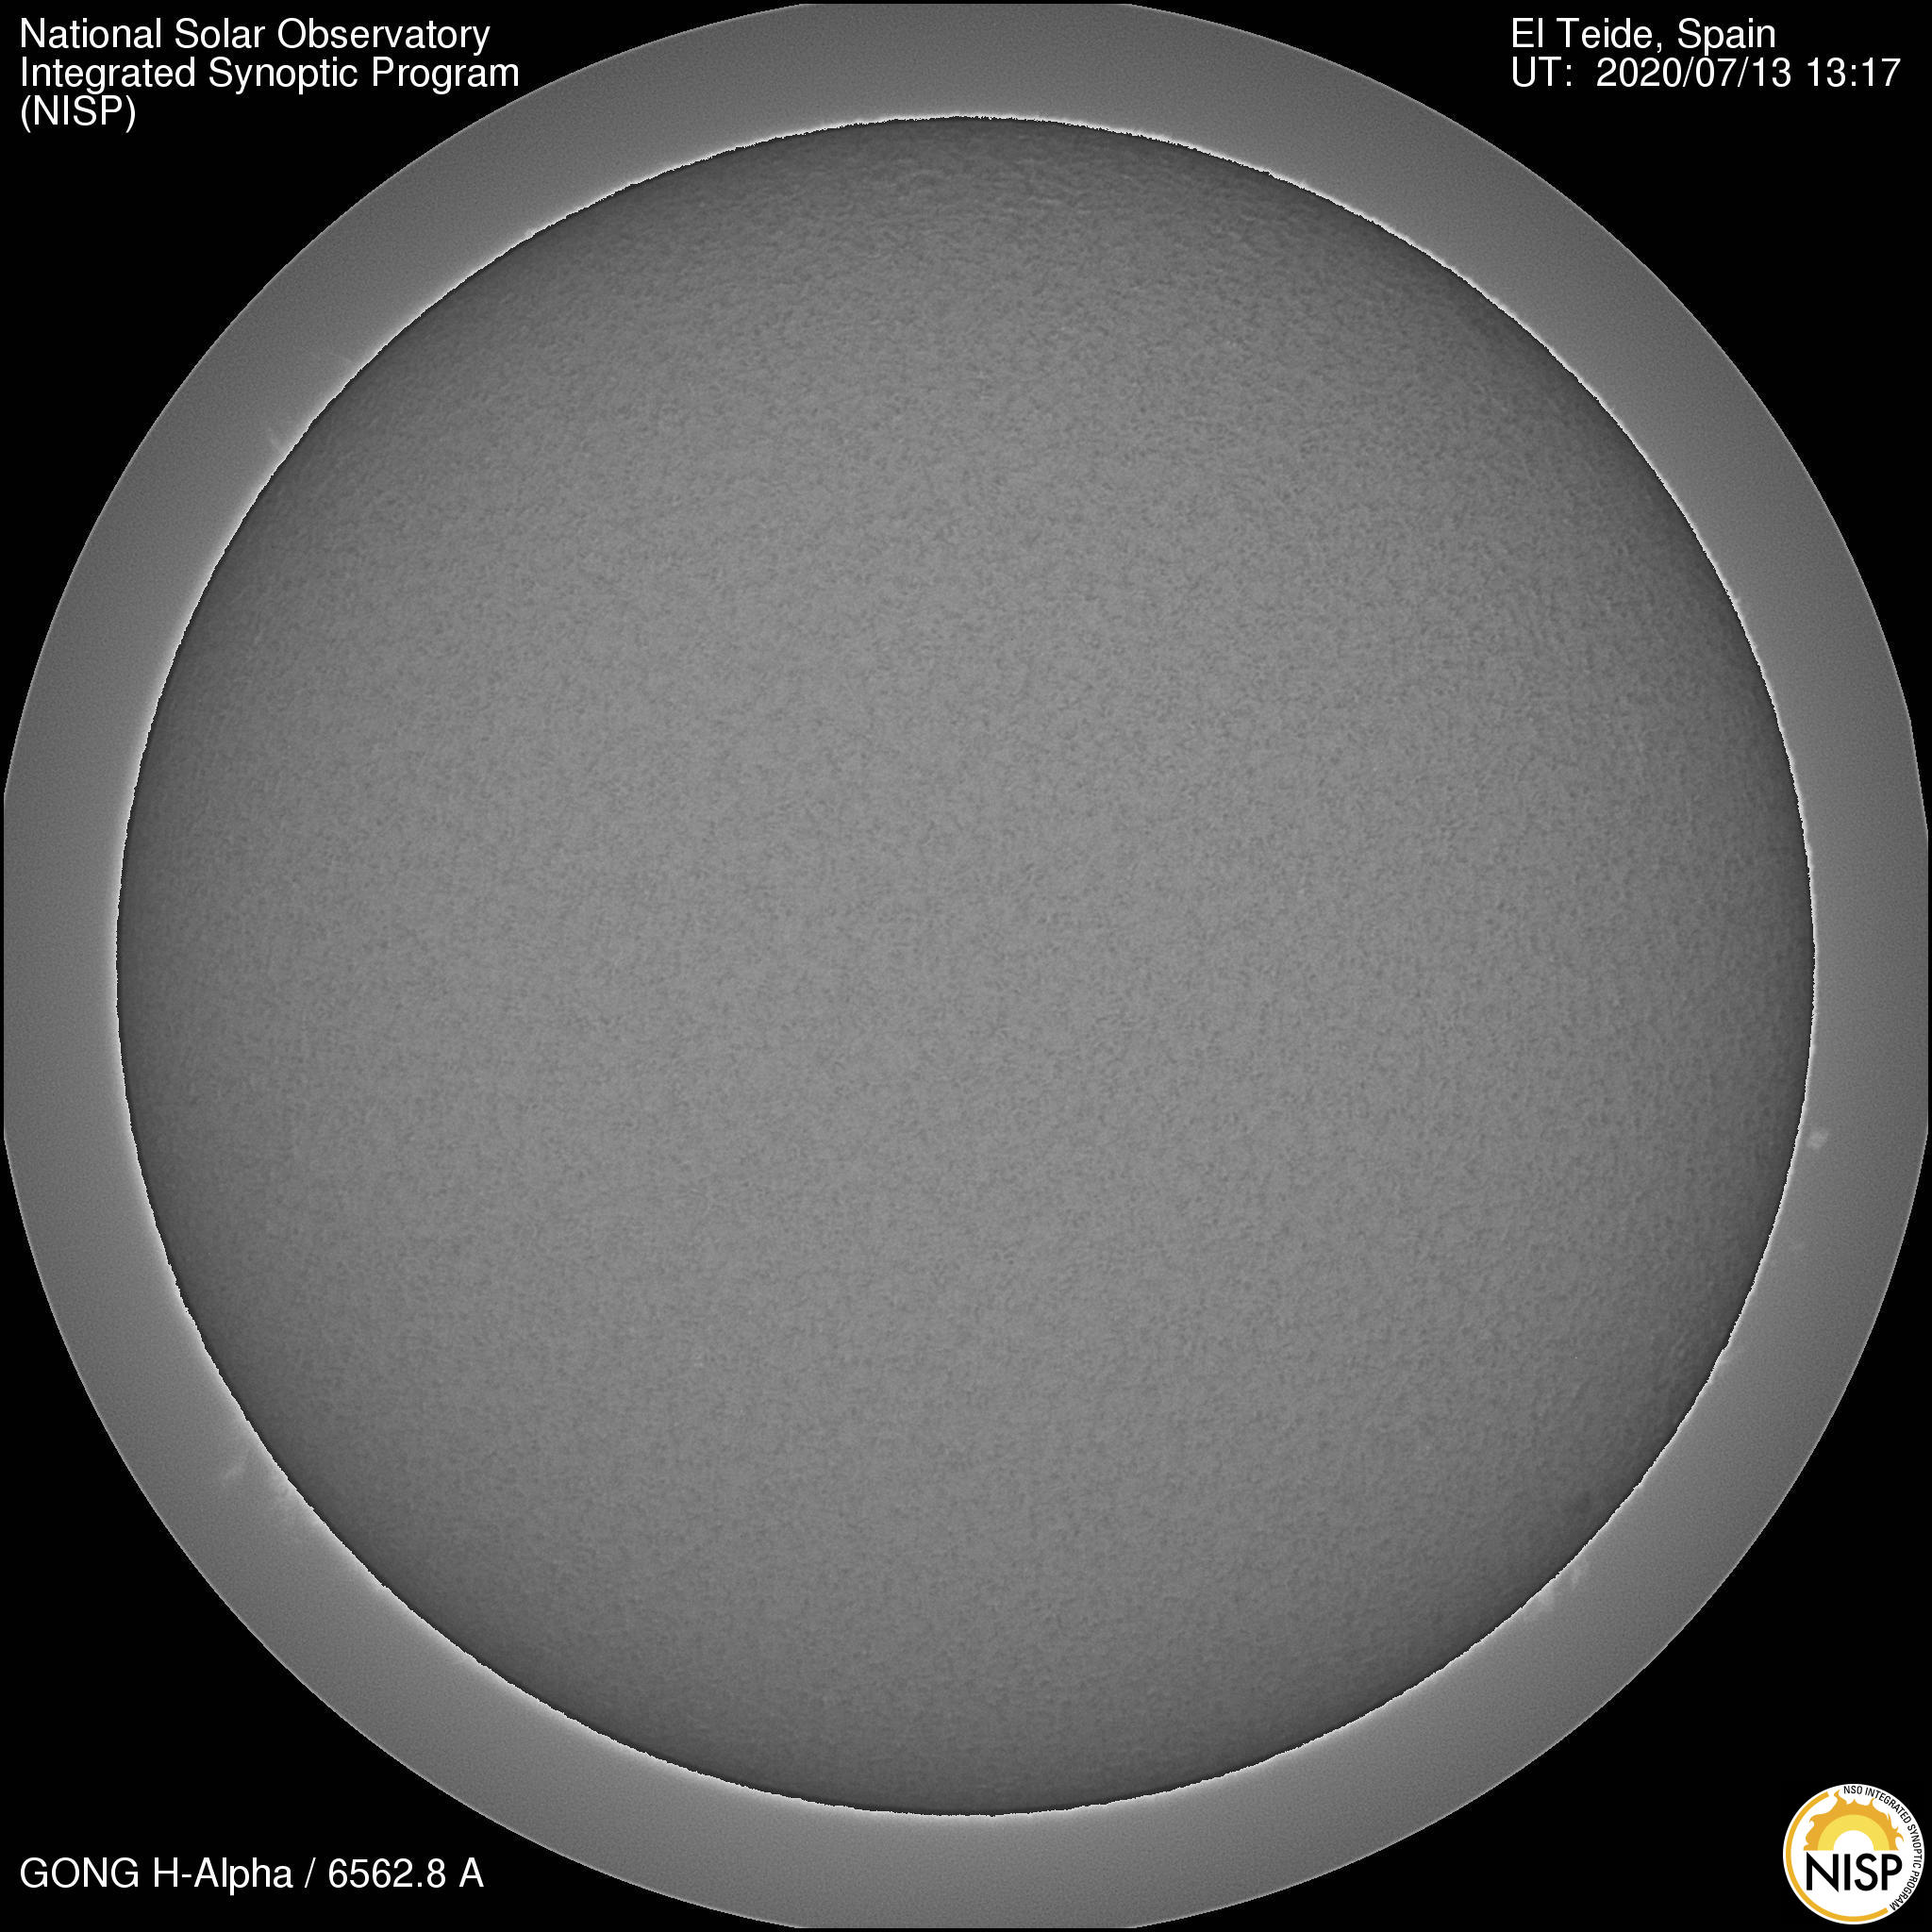 National Solar Observatory
Integrated Synoptic Program
(NISP)
El Teide, Spain
UT: 2020/07/13 13:17
GONG H-Alpha / 6562.8 A
NSO INTEGRATED SYNOPTIC PROGRAM
NISP